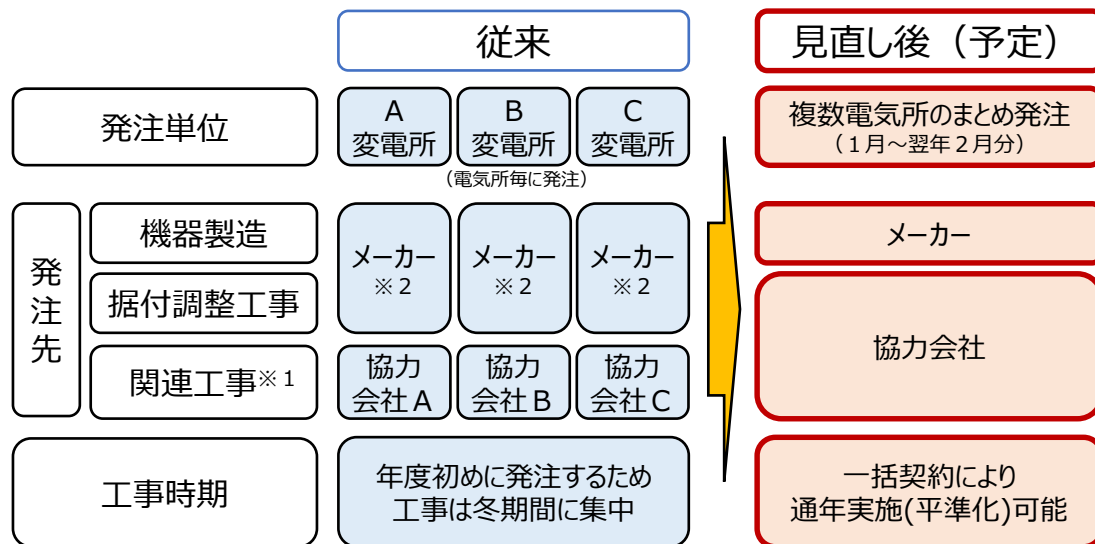 従来
見直し後（予定）
発注単位
A
変電所
B
変電所
C
変電所
（電気所毎に発注）
複数電気所のまとめ発注
（１月～翌年２月分）
発注先
機器製造
据付調整工事
関連工事※１
メーカー
※２
メーカー
※２
メーカー
※２
協力
会社A
協力
会社B
協力
会社C
メーカー
協力会社
工事時期
年度初めに発注するため
工事は冬期間に集中
一括契約により
通年実施(平準化)可能